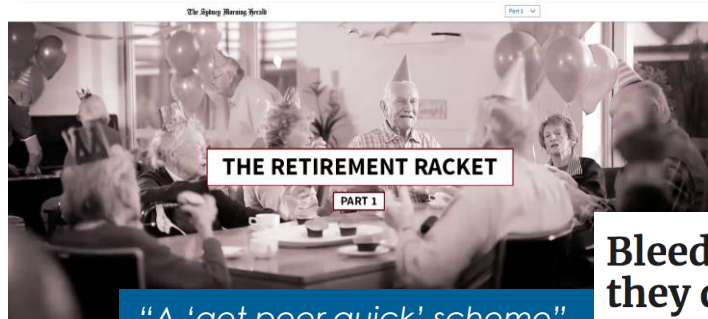 The Sydney Morning Herald
Part 1
THE RETIREMENT RACKET
PART 1
Bleed
they
"A 'get poor quick' scheme"